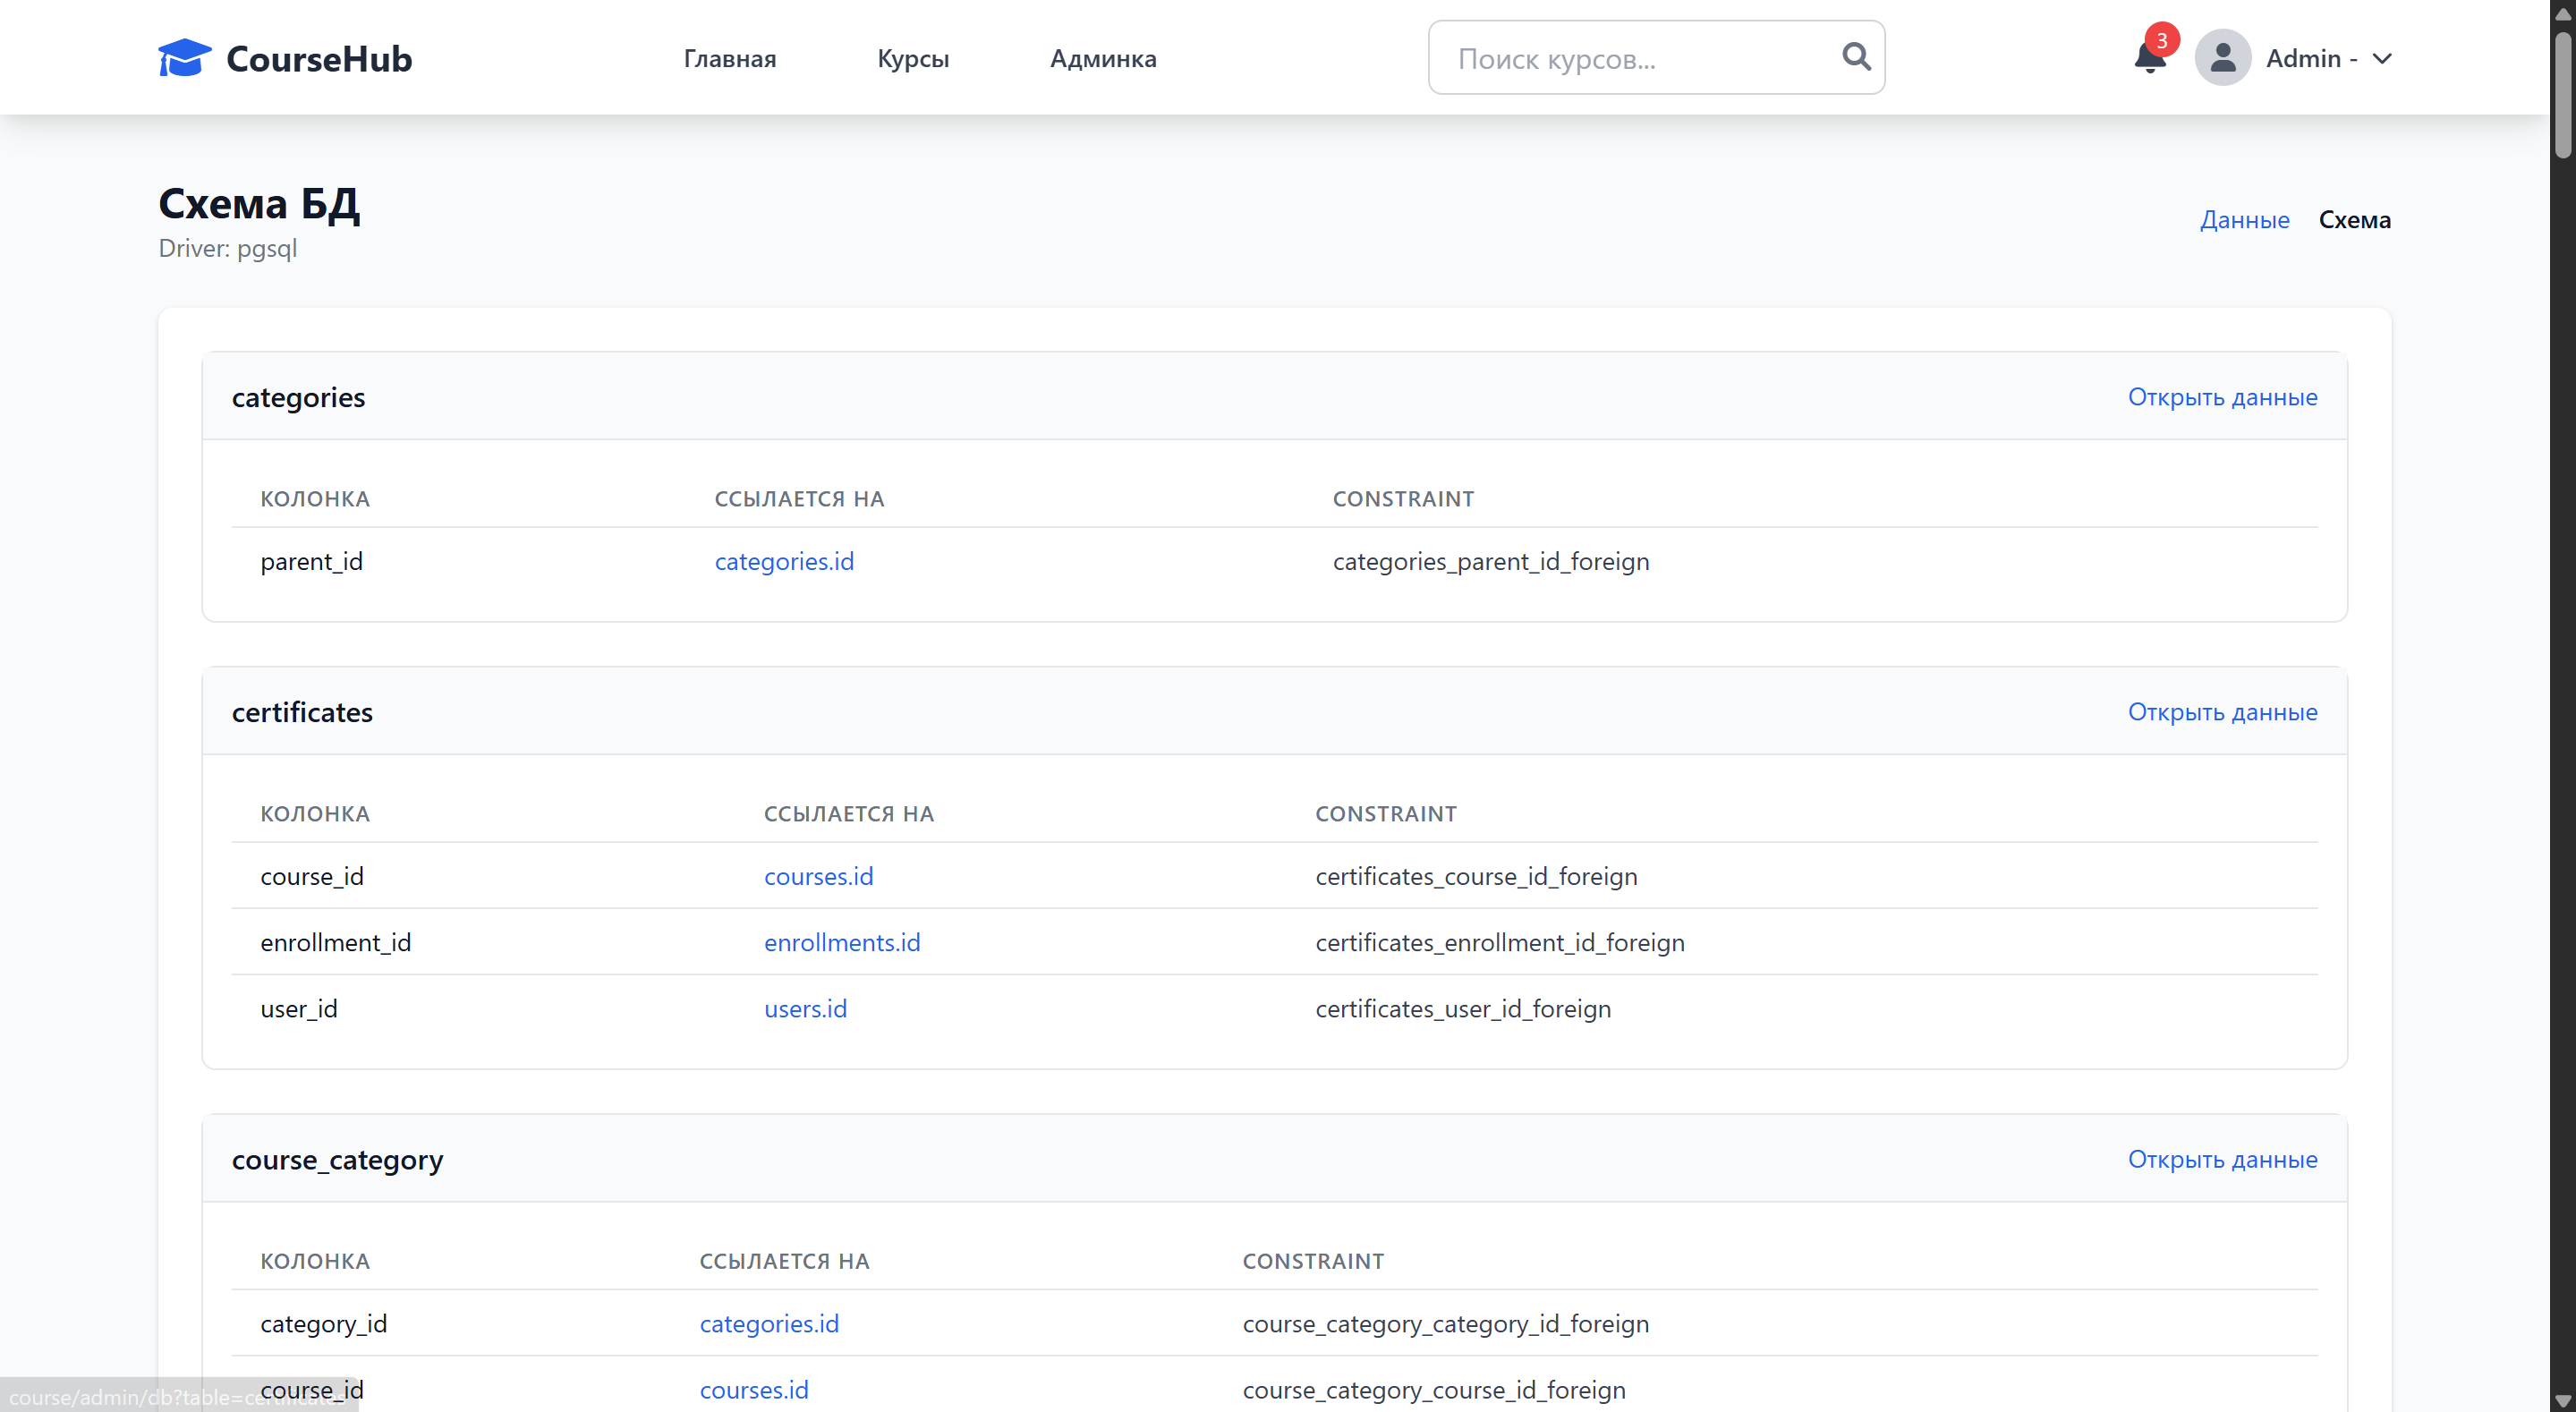 CourseHub Главная Курсы Админка Поиск курсов... 3 Admin -
Схема БД
Driver: pgsql
Данные Схема
categories Открыть данные
КОЛОНКА ССЫЛАЕТСЯ НА CONSTRAINT
parent_id categories.id categories_parent_id_foreign
certificates Открыть данные
КОЛОНКА ССЫЛАЕТСЯ НА CONSTRAINT
course_id courses.id certificates_course_id_foreign
enrollment_id enrollments.id certificates_enrollment_id_foreign
user_id users.id certificates_user_id_foreign
course_category Открыть данные
КОЛОНКА ССЫЛАЕТСЯ НА CONSTRAINT
category_id categories.id course_category_category_id_foreign
course_id courses.id course_category_course_id_foreign
course/admin/db?table=certificates